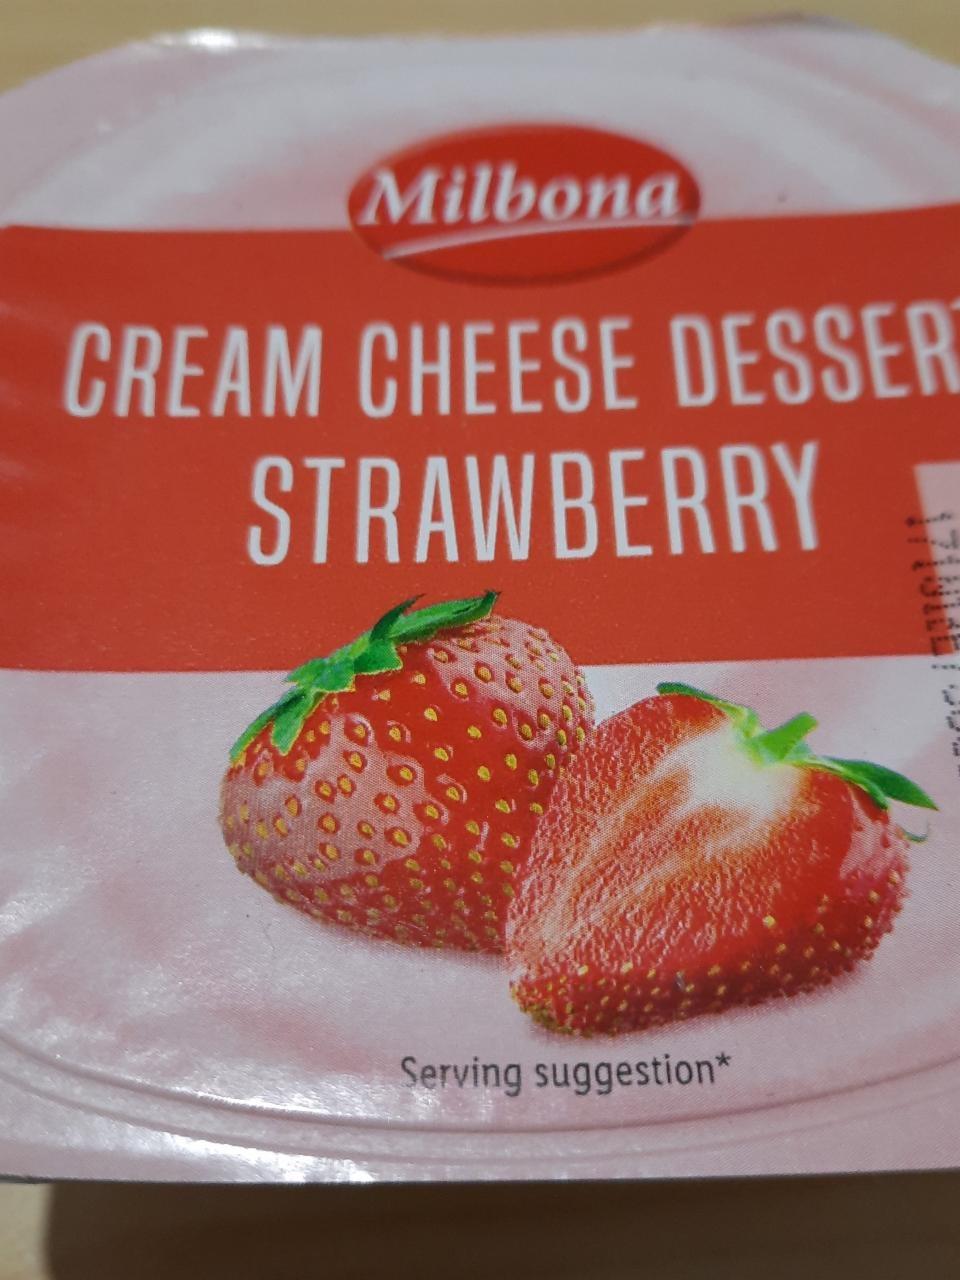 Milbona
CREAM CHEESE DESSERT
STRAWBERRY
Serving suggestion*